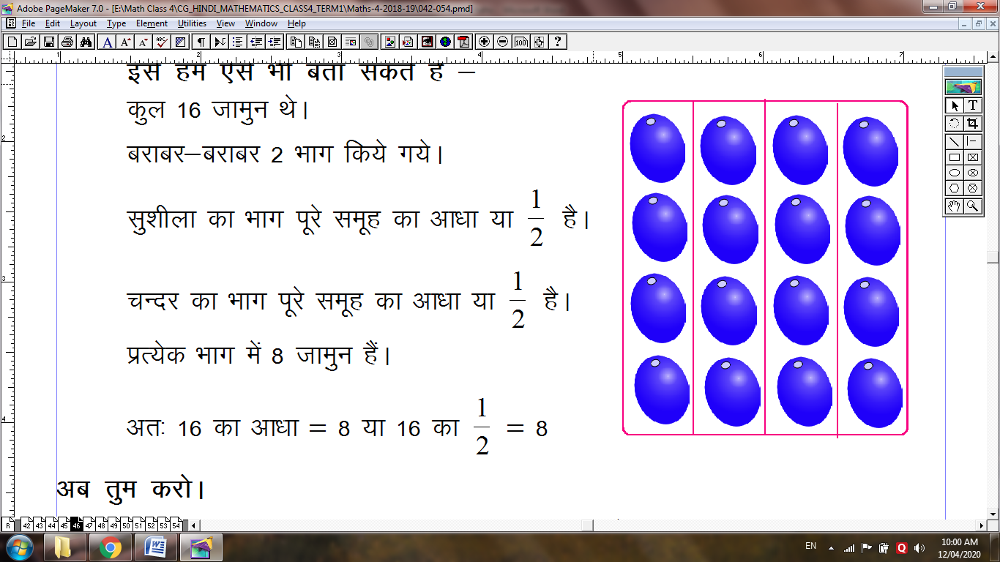 Adobe PageMaker 7.0 - [E:\Math Class 4\CG_HINDI_MATHEMATICS_CLASS4_TERM1\Maths-4-2018-19\042-054.pmd]
File Edit Layout Type Element Utilities View Window Help
इसे हम ऐसे भी बता सकते हैं –
कुल 16 जामुन थे।
बराबर–बराबर 2 भाग किये गये।
सुशीला का भाग पूरे समूह का आधा या 1/2 है।
चन्दर का भाग पूरे समूह का आधा या 1/2 है।
प्रत्येक भाग में 8 जामुन हैं।
अतः 16 का आधा = 8 या 16 का 1/2 = 8
अब तुम करो।
R 42 43 44 45 46 47 48 49 50 51 52 53 54
EN
10:00 AM
12/04/2020